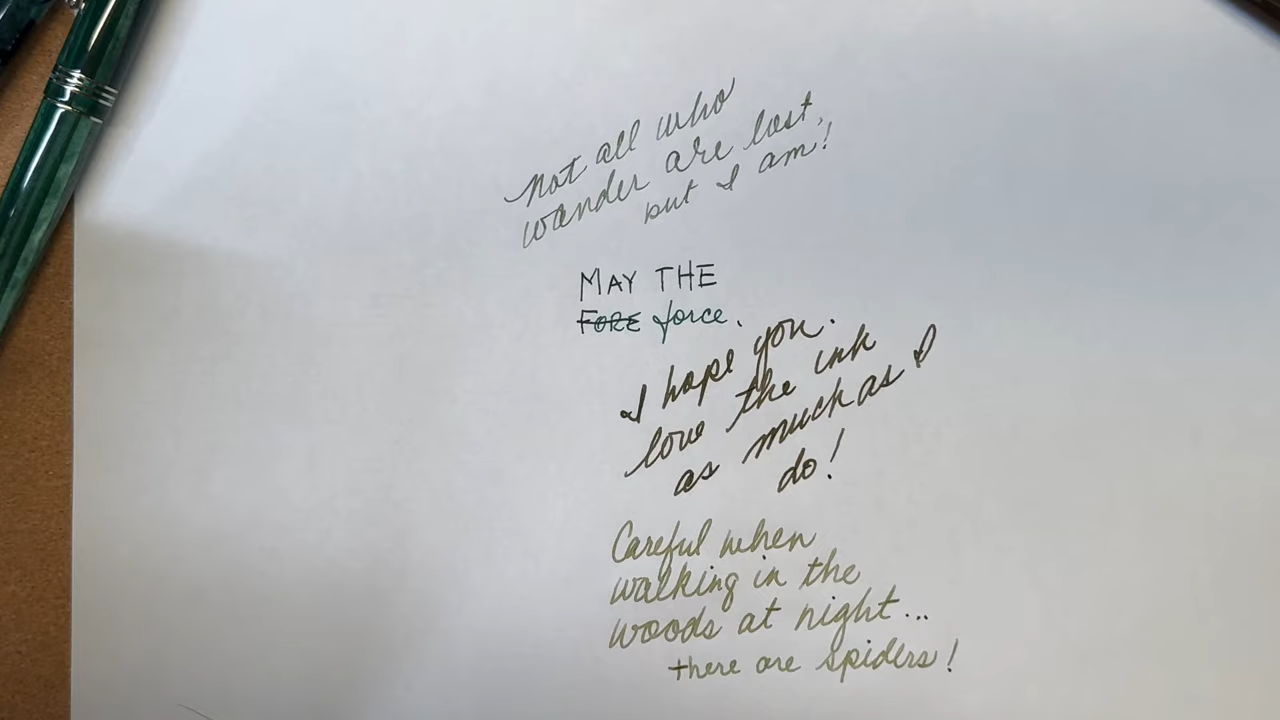 not all who
wander are lost,
but I am!
MAY THE
FORE force.
I hope you
love the ink
as much as I
do!
Careful when
walking in the
woods at night...
there are spiders!